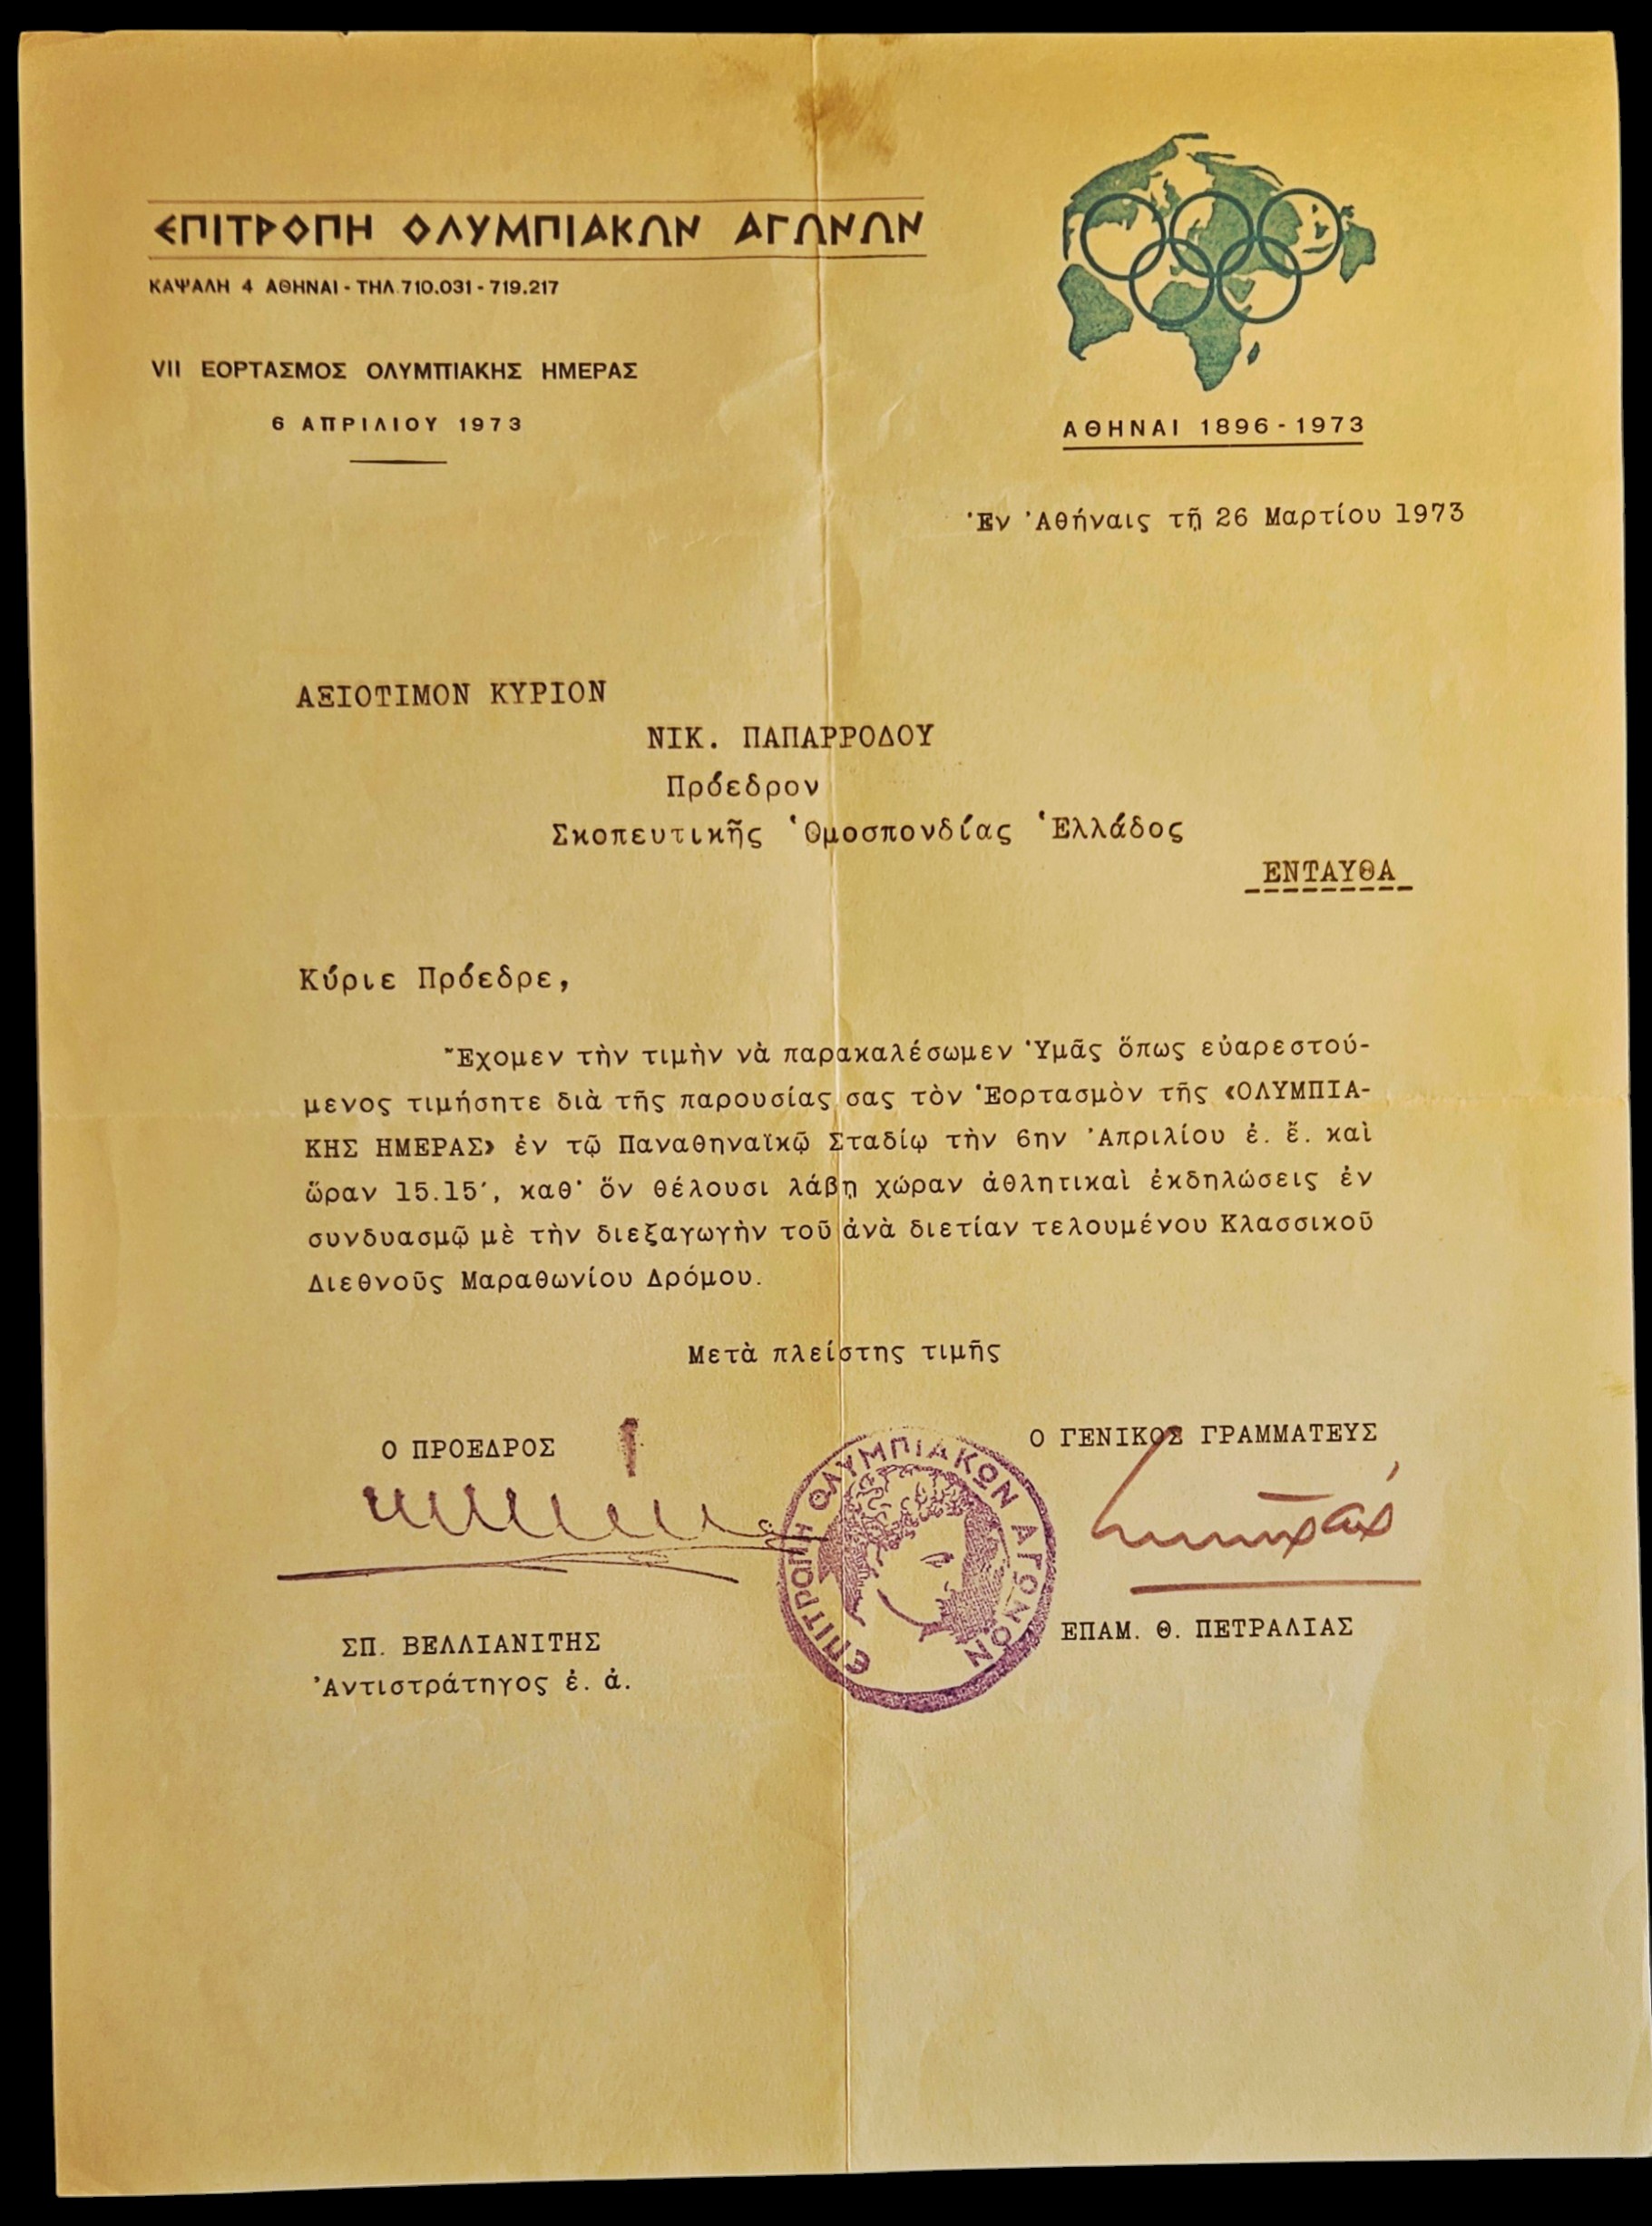 ΕΠΙΤΡΟΠΗ ΟΛΥΜΠΙΑΚΩΝ ΑΓΩΝΩΝ
ΚΑΨΑΛΗ 4 ΑΘΗΝΑΙ - ΤΗΛ. 710.031 - 719.217
VII ΕΟΡΤΑΣΜΟΣ ΟΛΥΜΠΙΑΚΗΣ ΗΜΕΡΑΣ
6 ΑΠΡΙΛΙΟΥ 1973
ΑΘΗΝΑΙ 1896 - 1973
Ἐν Ἀθήναις τῇ 26 Μαρτίου 1973
ΑΞΙΟΤΙΜΟΝ ΚΥΡΙΟΝ
ΝΙΚ. ΠΑΠΑΡΡΟΔΟΥ
Πρόεδρον
Σκοπευτικῆς Ὁμοσπονδίας Ἑλλάδος
ΕΝΤΑΥΘΑ
Κύριε Πρόεδρε,
Ἔχομεν τὴν τιμὴν νὰ παρακαλέσωμεν Ὑμᾶς ὅπως εὐαρεστού-
μενος τιμήσητε διὰ τῆς παρουσίας σας τὸν Ἑορτασμὸν τῆς «ΟΛΥΜΠΙΑ-
ΚΗΣ ΗΜΕΡΑΣ» ἐν τῷ Παναθηναϊκῷ Σταδίῳ τὴν 6ην Ἀπριλίου ἐ. ἔ. καὶ
ὥραν 15.15′, καθ' ὅν θέλουσι λάβῃ χώραν ἀθλητικαὶ ἐκδηλώσεις ἐν
συνδυασμῷ μὲ τὴν διεξαγωγὴν τοῦ ἀνὰ διετίαν τελουμένου Κλασσικοῦ
Διεθνοῦς Μαραθωνίου Δρόμου.
Μετὰ πλείστης τιμῆς
Ο ΠΡΟΕΔΡΟΣ
Ο ΓΕΝΙΚΟΣ ΓΡΑΜΜΑΤΕΥΣ
ΕΠΙΤΡΟΠΗ ΟΛΥΜΠΙΑΚΩΝ ΑΓΩΝΩΝ
ΣΠ. ΒΕΛΛΙΑΝΙΤΗΣ
Ἀντιστράτηγος ἐ. ἀ.
ΕΠΑΜ. Θ. ΠΕΤΡΑΛΙΑΣ